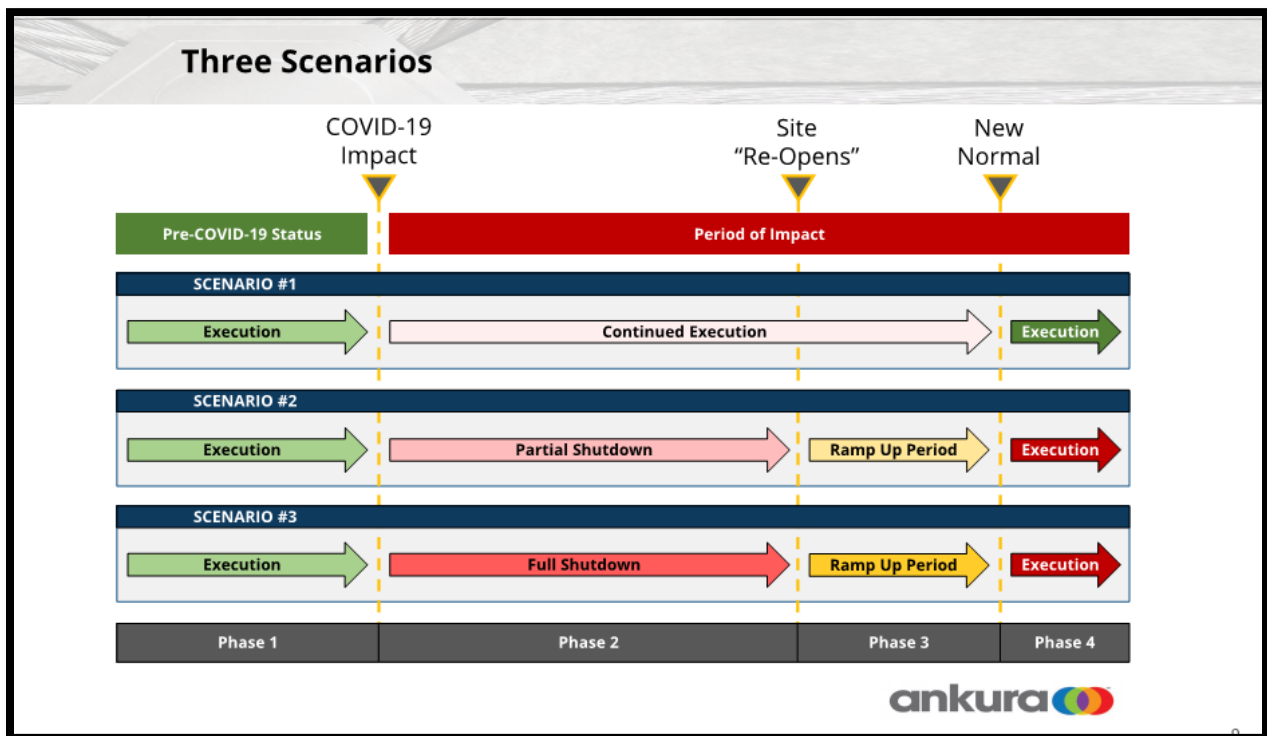 Three Scenarios
COVID-19
Impact
Site
“Re-Opens”
New
Normal
Pre-COVID-19 Status
Period of Impact
SCENARIO #1
Execution
Continued Execution
Execution
SCENARIO #2
Execution
Partial Shutdown
Ramp Up Period
Execution
SCENARIO #3
Execution
Full Shutdown
Ramp Up Period
Execution
Phase 1
Phase 2
Phase 3
Phase 4
ankura